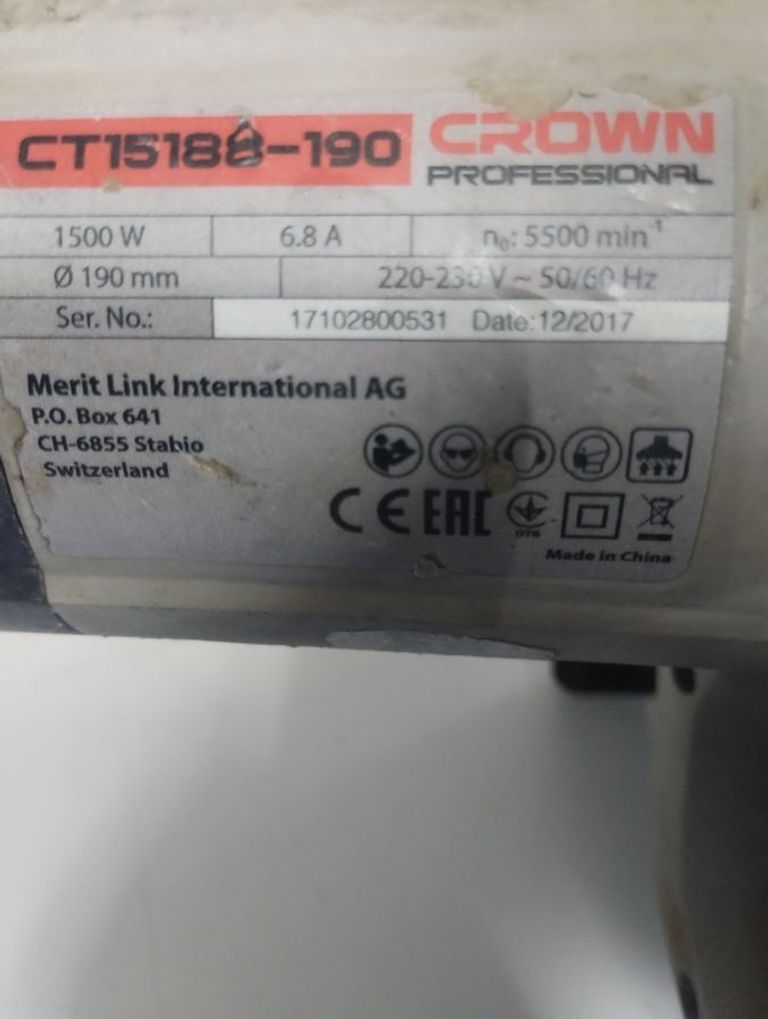 CT15188-190 CROWN
PROFESSIONAL
1500 W 6.8 A n₀: 5500 min⁻¹
Ø 190 mm 220-230 V ~ 50/60 Hz
Ser. No.: 17102800531 Date:12/2017
Merit Link International AG
P.O. Box 641
CH-6855 Stabio
Switzerland
CE EAC
Made in China